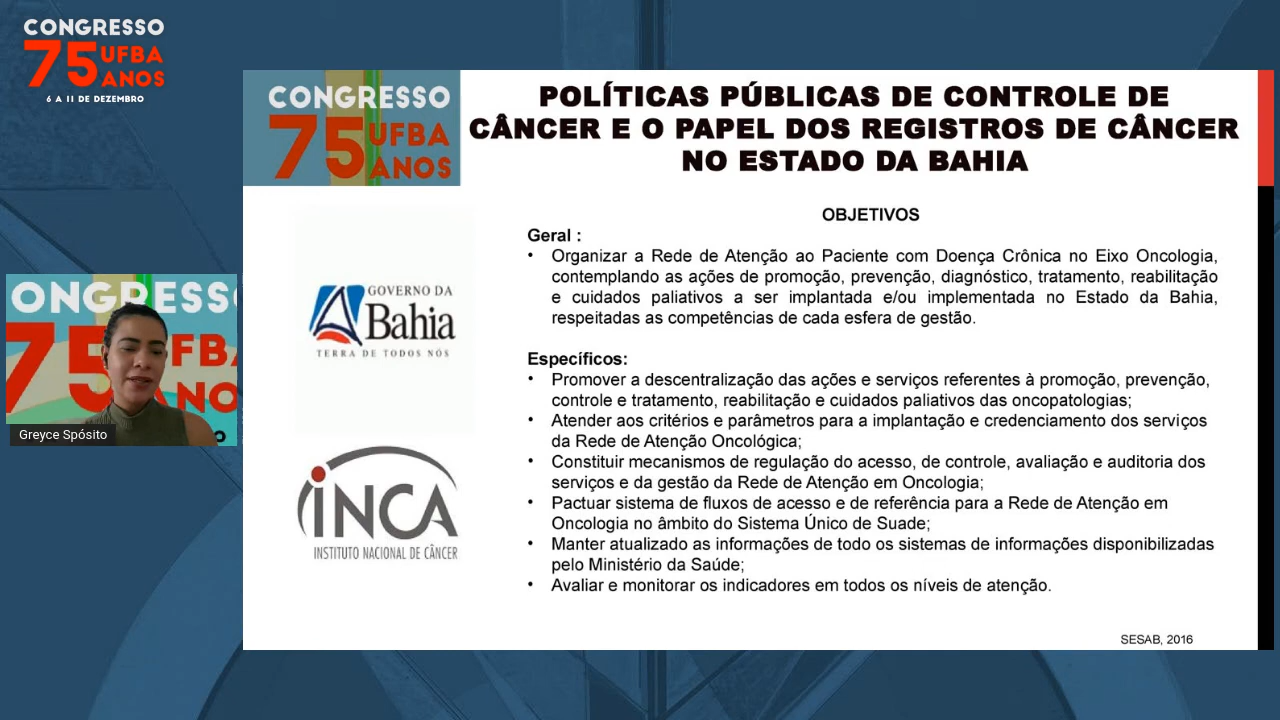 CONGRESSO
75 UFBA
ANOS
6 A 11 DE DEZEMBRO
CONGRESSO
75 UFBA
ANOS
POLÍTICAS PÚBLICAS DE CONTROLE DE
CÂNCER E O PAPEL DOS REGISTROS DE CÂNCER
NO ESTADO DA BAHIA
GOVERNO DA
Bahia
TERRA DE TODOS NÓS
INCA
INSTITUTO NACIONAL DE CÂNCER
OBJETIVOS
Geral :
• Organizar a Rede de Atenção ao Paciente com Doença Crônica no Eixo Oncologia,
contemplando as ações de promoção, prevenção, diagnóstico, tratamento, reabilitação
e cuidados paliativos a ser implantada e/ou implementada no Estado da Bahia,
respeitadas as competências de cada esfera de gestão.
Específicos:
• Promover a descentralização das ações e serviços referentes à promoção, prevenção,
controle e tratamento, reabilitação e cuidados paliativos das oncopatologias;
• Atender aos critérios e parâmetros para a implantação e credenciamento dos serviços
da Rede de Atenção Oncológica;
• Constituir mecanismos de regulação do acesso, de controle, avaliação e auditoria dos
serviços e da gestão da Rede de Atenção em Oncologia;
• Pactuar sistema de fluxos de acesso e de referência para a Rede de Atenção em
Oncologia no âmbito do Sistema Único de Suade;
• Manter atualizado as informações de todo os sistemas de informações disponibilizadas
pelo Ministério da Saúde;
• Avaliar e monitorar os indicadores em todos os níveis de atenção.
SESAB, 2016
ONGRESS
75 FB
NO
Greyce Spósito